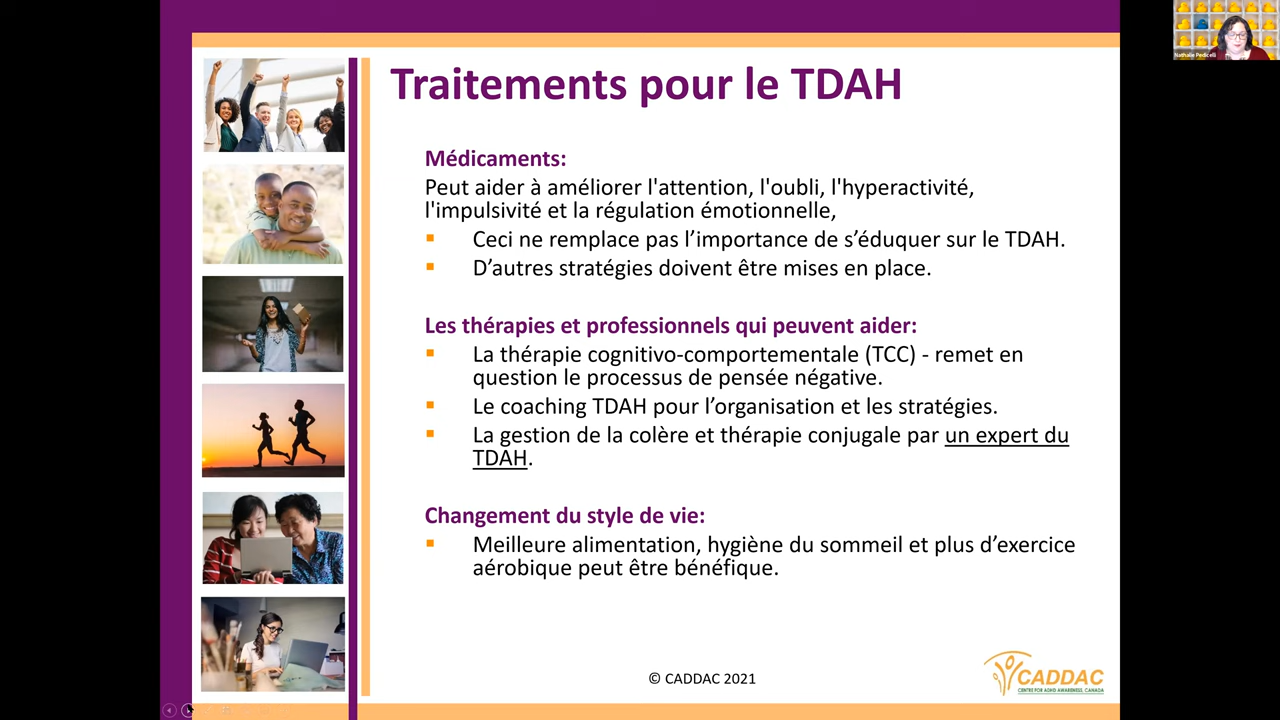 Nathalie Pedicelli
Traitements pour le TDAH
Médicaments:
Peut aider à améliorer l'attention, l'oubli, l'hyperactivité,
l'impulsivité et la régulation émotionnelle,
Ceci ne remplace pas l’importance de s’éduquer sur le TDAH.
D’autres stratégies doivent être mises en place.
Les thérapies et professionnels qui peuvent aider:
La thérapie cognitivo-comportementale (TCC) - remet en
question le processus de pensée négative.
Le coaching TDAH pour l’organisation et les stratégies.
La gestion de la colère et thérapie conjugale par un expert du
TDAH.
Changement du style de vie:
Meilleure alimentation, hygiène du sommeil et plus d’exercice
aérobique peut être bénéfique.
© CADDAC 2021
CADDAC
CENTRE FOR ADHD AWARENESS, CANADA